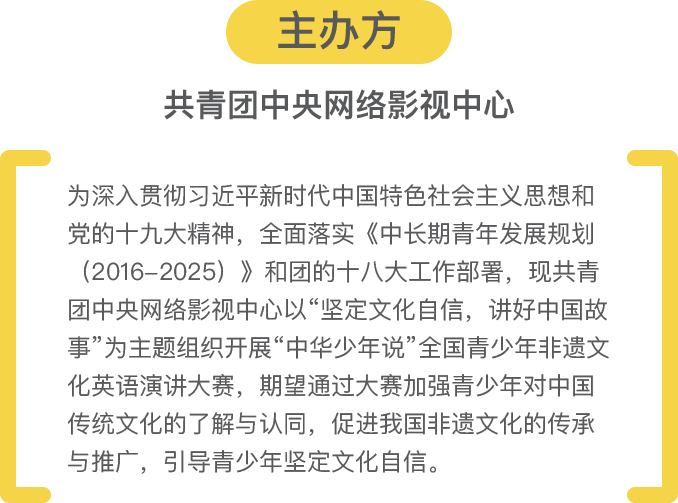 主办方
共青团中央网络影视中心
为深入贯彻习近平新时代中国特色社会主义思想和
党的十九大精神，全面落实《中长期青年发展规划
（2016-2025）》和团的十八大工作部署，现共青
团中央网络影视中心以“坚定文化自信，讲好中国故
事”为主题组织开展“中华少年说”全国青少年非遗文
化英语演讲大赛，期望通过大赛加强青少年对中国
传统文化的了解与认同，促进我国非遗文化的传承
与推广，引导青少年坚定文化自信。